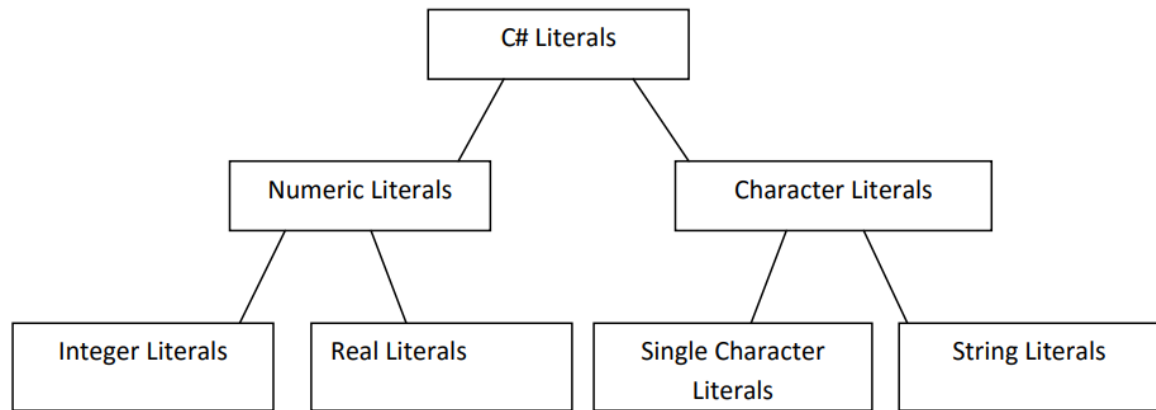 C# Literals
Numeric Literals
Character Literals
Integer Literals
Real Literals
Single Character
Literals
String Literals